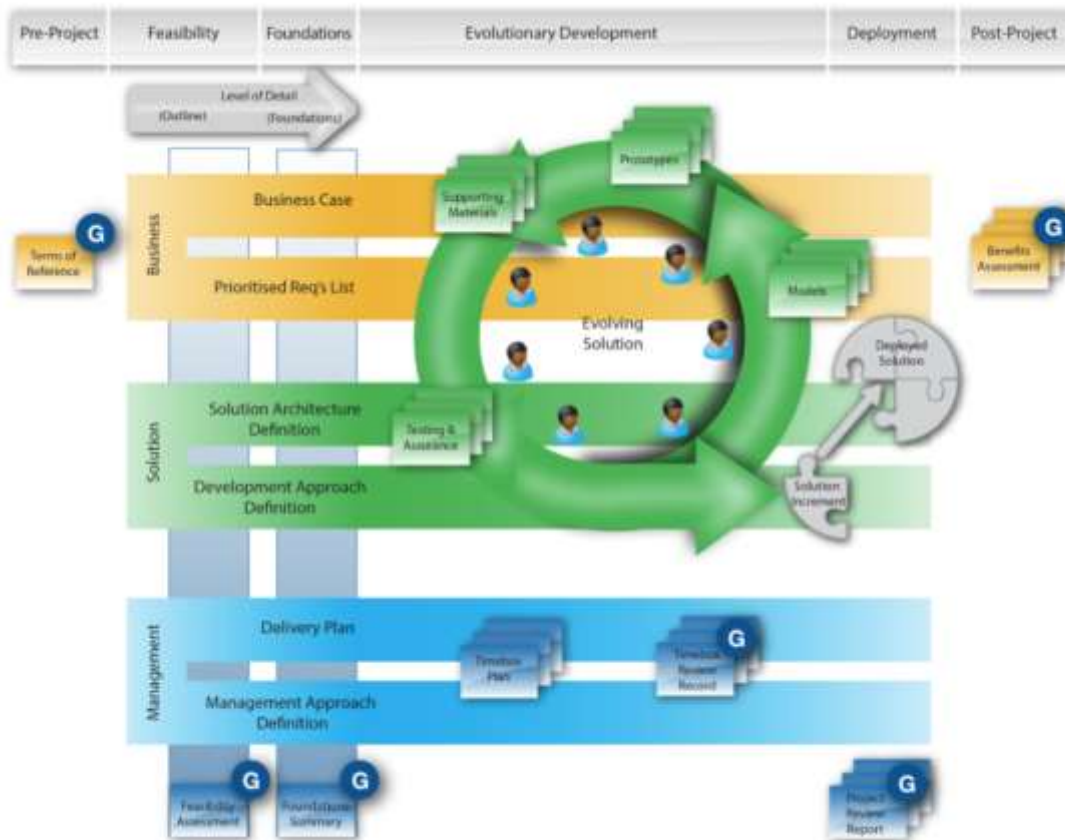 Pre-Project
Feasibility
Foundations
Evolutionary Development
Deployment
Post-Project
Level of Detail
(Outline)
(Foundations)
Business
Business Case
Prioritised Req's List
G
Terms of
Reference
Supporting
Materials
Prototypes
Models
Evolving
Solution
G
Benefits
Assessment
Deployed
Solution
Solution
Increment
Solution
Solution Architecture
Definition
Development Approach
Definition
Testing &
Assurance
Management
Delivery Plan
Management Approach
Definition
Timebox
Plan
G
Timebox
Review
Record
G
Feasibility
Assessment
G
Foundations
Summary
G
Project
Review
Report